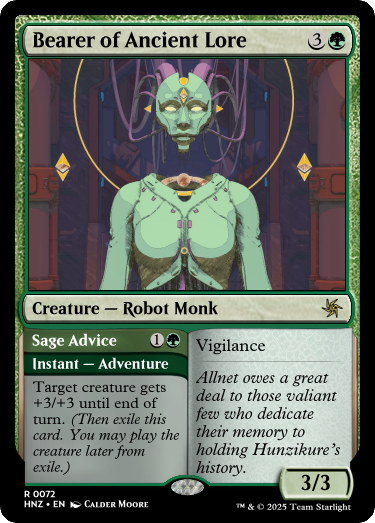 Bearer of Ancient Lore 3
Creature — Robot Monk
Sage Advice 1
Instant — Adventure
Target creature gets
+3/+3 until end of
turn. (Then exile this
card. You may play the
creature later from
exile.)
Vigilance
Allnet owes a great
deal to those valiant
few who dedicate
their memory to
holding Hunzikure's
history.
3/3
R 0072
HNZ • EN Calder Moore
™ & © 2025 Team Starlight